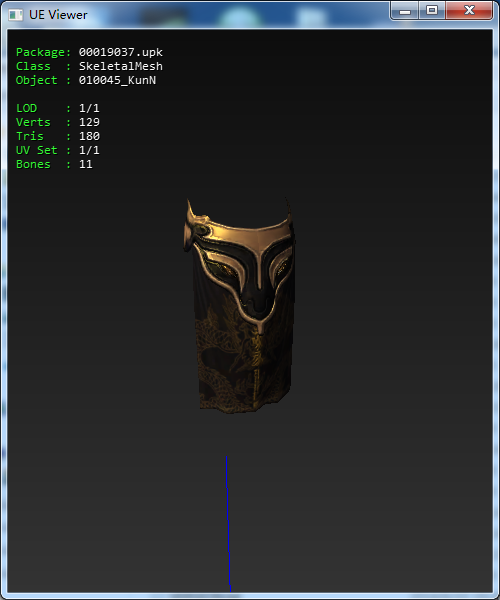 UE Viewer
Package: 00019037.upk
Class : SkeletalMesh
Object : 010045_KunN
LOD : 1/1
Verts : 129
Tris : 180
UV Set : 1/1
Bones : 11